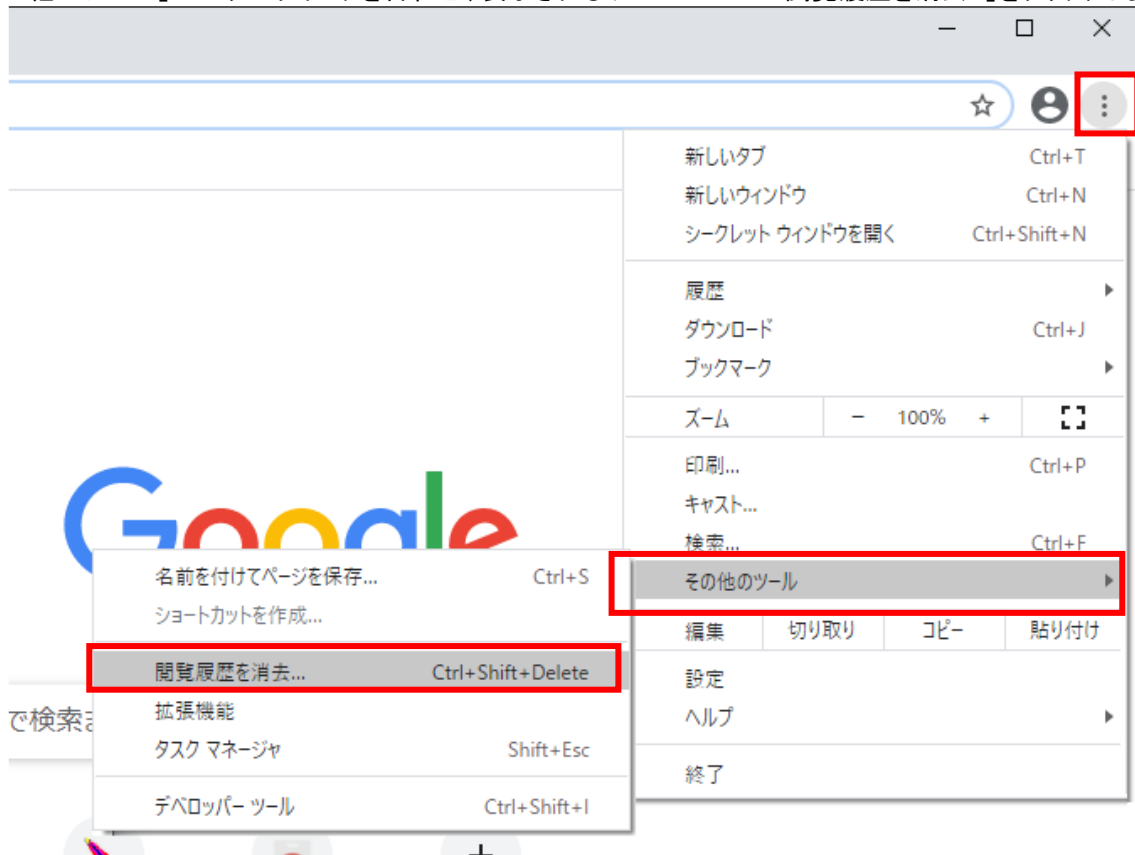 新しいタブ Ctrl+T
新しいウィンドウ Ctrl+N
シークレット ウィンドウを開く Ctrl+Shift+N
履歴
ダウンロード Ctrl+J
ブックマーク
ズーム - 100% +
印刷... Ctrl+P
キャスト...
検索... Ctrl+F
その他のツール
編集 切り取り コピー 貼り付け
設定
ヘルプ
終了
Google
名前を付けてページを保存... Ctrl+S
ショートカットを作成...
閲覧履歴を消去... Ctrl+Shift+Delete
拡張機能
タスク マネージャ Shift+Esc
デベロッパー ツール Ctrl+Shift+I
で検索